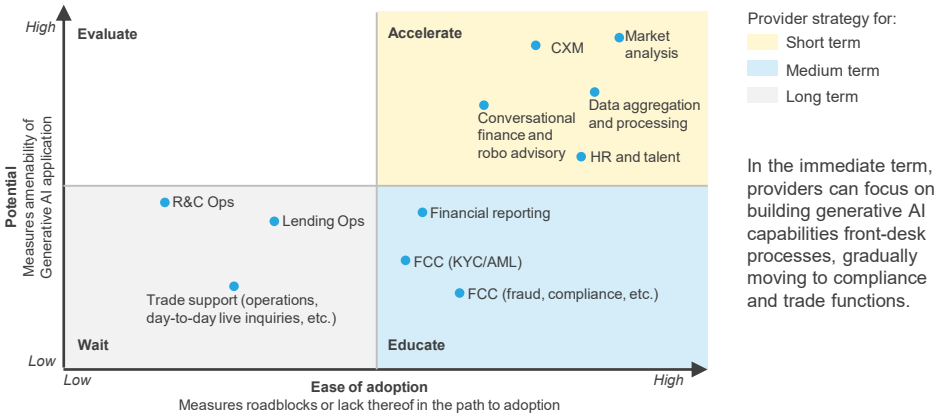 High
Evaluate
Accelerate
CXM
Market
analysis
Conversational
finance and
robo advisory
Data aggregation
and processing
HR and talent
Potential
Measures amenability of
Generative AI application
R&C Ops
Lending Ops
Trade support (operations,
day-to-day live inquiries, etc.)
Financial reporting
FCC (KYC/AML)
FCC (fraud, compliance, etc.)
Wait
Educate
Low
Low
Ease of adoption
High
Measures roadblocks or lack thereof in the path to adoption
Provider strategy for:
Short term
Medium term
Long term
In the immediate term,
providers can focus on
building generative AI
capabilities front-desk
processes, gradually
moving to compliance
and trade functions.